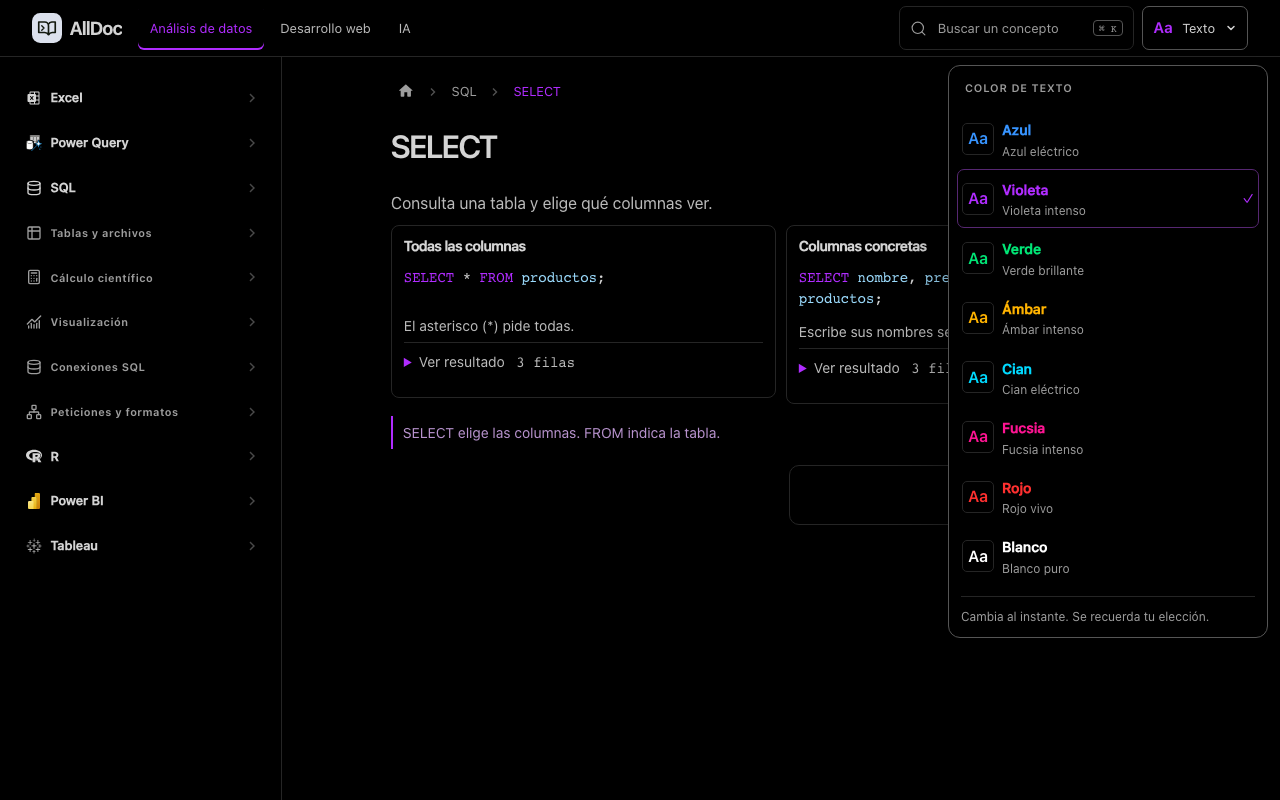 AllDoc
Análisis de datos
Desarrollo web
IA
Buscar un concepto
⌘ K
Aa Texto
Excel
Power Query
SQL
Tablas y archivos
Cálculo científico
Visualización
Conexiones SQL
Peticiones y formatos
R
Power BI
Tableau
SQL
SELECT
SELECT
Consulta una tabla y elige qué columnas ver.
Todas las columnas
SELECT * FROM productos;
El asterisco (*) pide todas.
Ver resultado 3 filas
Columnas concretas
SELECT nombre, pre
productos;
Escribe sus nombres se
Ver resultado 3 fil
SELECT elige las columnas. FROM indica la tabla.
COLOR DE TEXTO
Aa Azul
Azul eléctrico
Aa Violeta
Violeta intenso
Aa Verde
Verde brillante
Aa Ámbar
Ámbar intenso
Aa Cian
Cian eléctrico
Aa Fucsia
Fucsia intenso
Aa Rojo
Rojo vivo
Aa Blanco
Blanco puro
Cambia al instante. Se recuerda tu elección.